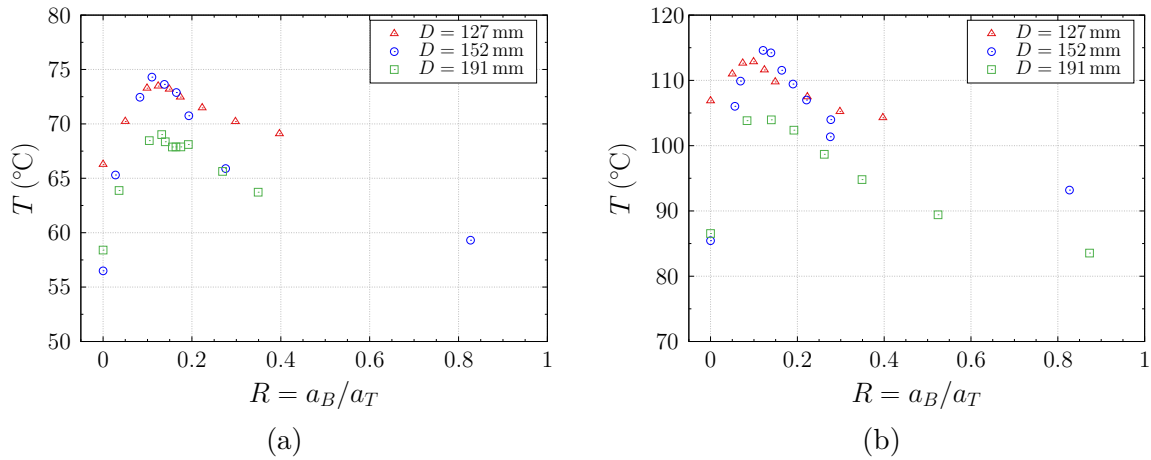 80
75
70
65
60
55
50
T (°C)
D = 127 mm
D = 152 mm
D = 191 mm
0 0.2 0.4 0.6 0.8 1
R = a_B/a_T
(a)
120
110
100
90
80
70
T (°C)
D = 127 mm
D = 152 mm
D = 191 mm
0 0.2 0.4 0.6 0.8 1
R = a_B/a_T
(b)